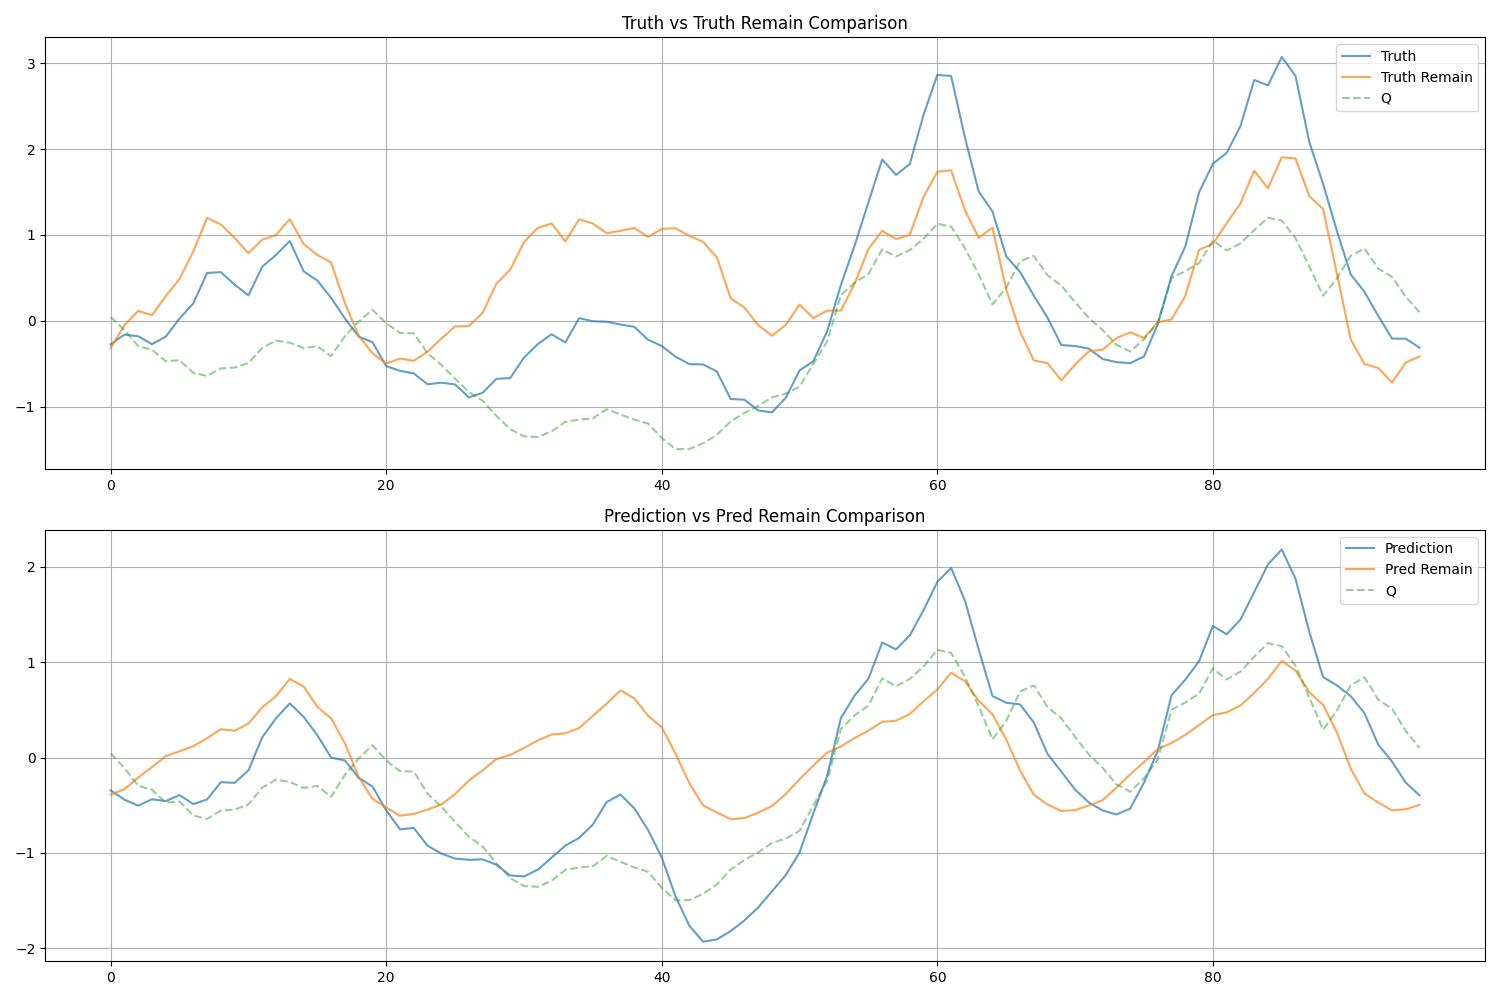 Truth vs Truth Remain Comparison
3
2
1
0
−1
0 20 40 60 80
Truth
Truth Remain
Q
Prediction vs Pred Remain Comparison
2
1
0
−1
−2
0 20 40 60 80
Prediction
Pred Remain
Q